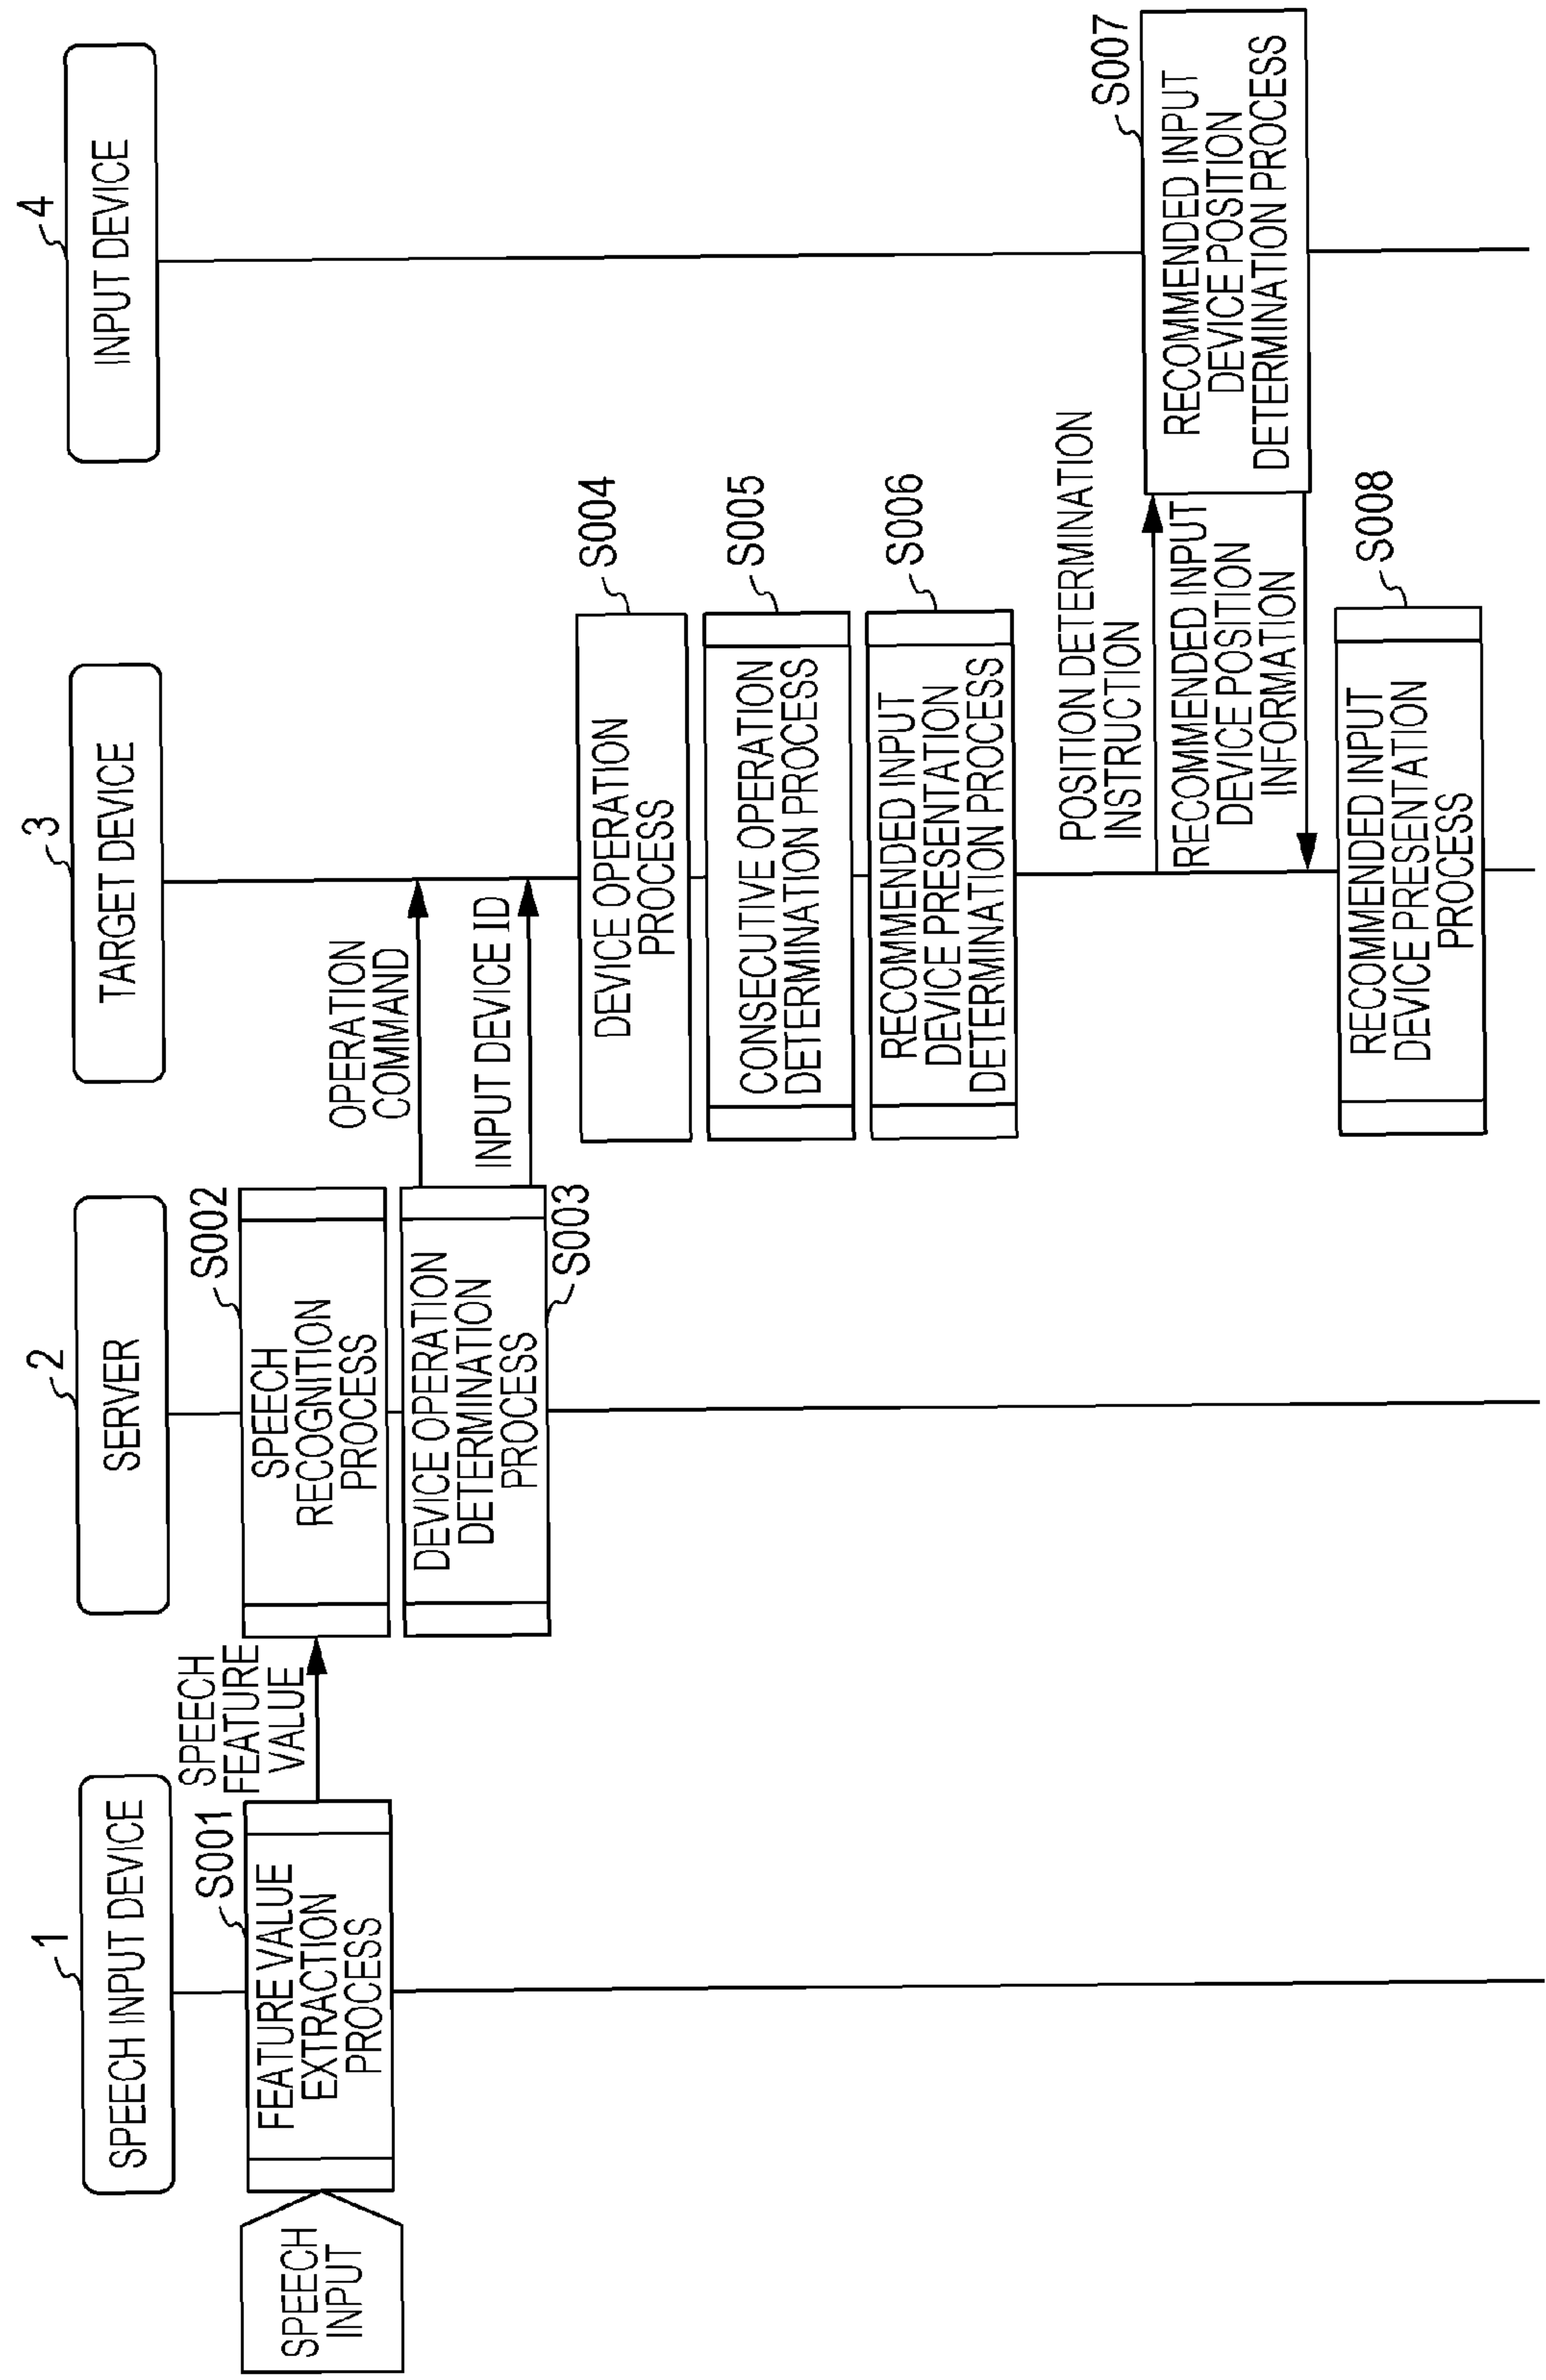 1
SPEECH INPUT DEVICE
2
SERVER
3
TARGET DEVICE
4
INPUT DEVICE
SPEECH
INPUT
S001
FEATURE VALUE
EXTRACTION
PROCESS
SPEECH
FEATURE
VALUE
S002
SPEECH
RECOGNITION
PROCESS
DEVICE OPERATION
DETERMINATION
PROCESS
S003
OPERATION
COMMAND
INPUT DEVICE ID
S004
DEVICE OPERATION
PROCESS
S005
CONSECUTIVE OPERATION
DETERMINATION PROCESS
S006
RECOMMENDED INPUT
DEVICE PRESENTATION
DETERMINATION PROCESS
POSITION DETERMINATION
INSTRUCTION
S007
RECOMMENDED INPUT
DEVICE POSITION
DETERMINATION PROCESS
RECOMMENDED INPUT
DEVICE POSITION
INFORMATION
S008
RECOMMENDED INPUT
DEVICE PRESENTATION
PROCESS